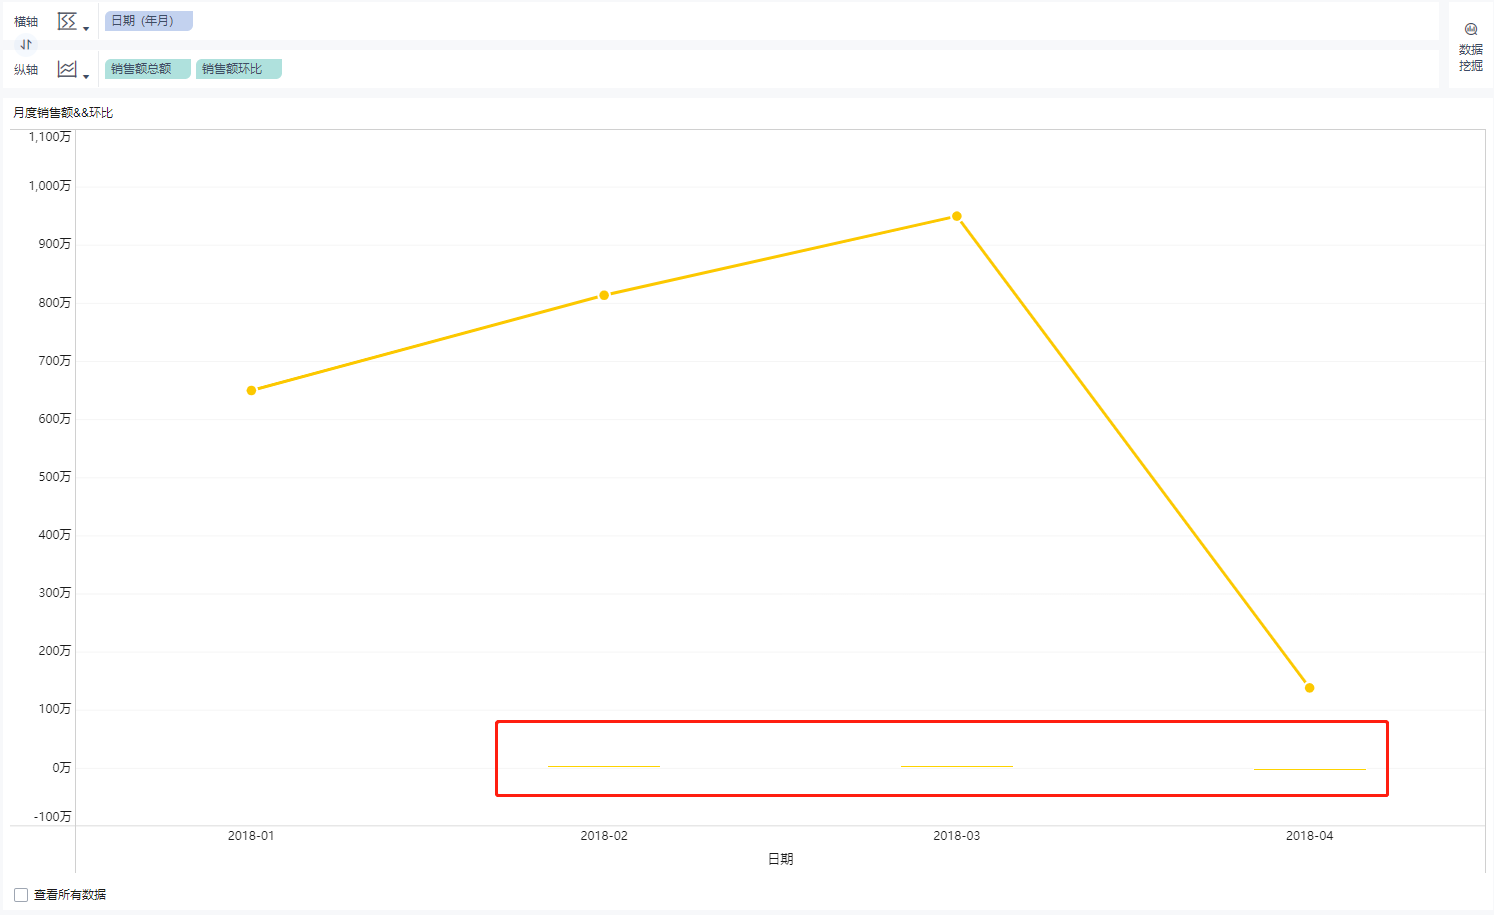 横轴
日期（年月）
纵轴
销售额总额
销售额环比
数据
挖掘
月度销售额&&环比
1,100万
1,000万
900万
800万
700万
600万
500万
400万
300万
200万
100万
0万
-100万
2018-01
2018-02
2018-03
2018-04
日期
查看所有数据